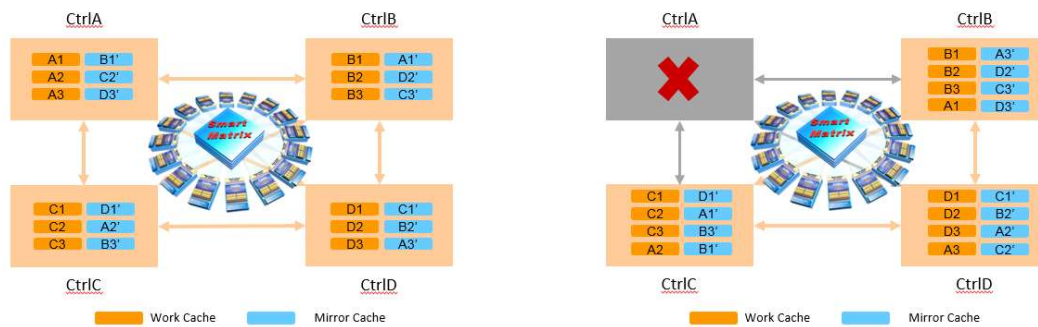 CtrlA CtrlB
A1 B1' B1 A1'
A2 C2' B2 D2'
A3 D3' B3 C3'
Smart
Matrix
C1 D1' D1 C1'
C2 A2' D2 B2'
C3 B3' D3 A3'
CtrlC CtrlD
Work Cache Mirror Cache
CtrlA CtrlB
B1 A3'
B2 D2'
B3 C3'
A1 D3'
Smart
Matrix
C1 D1' D1 C1'
C2 A1' D2 B2'
C3 B3' D3 A2'
A2 B1' A3 C2'
CtrlC CtrlD
Work Cache Mirror Cache